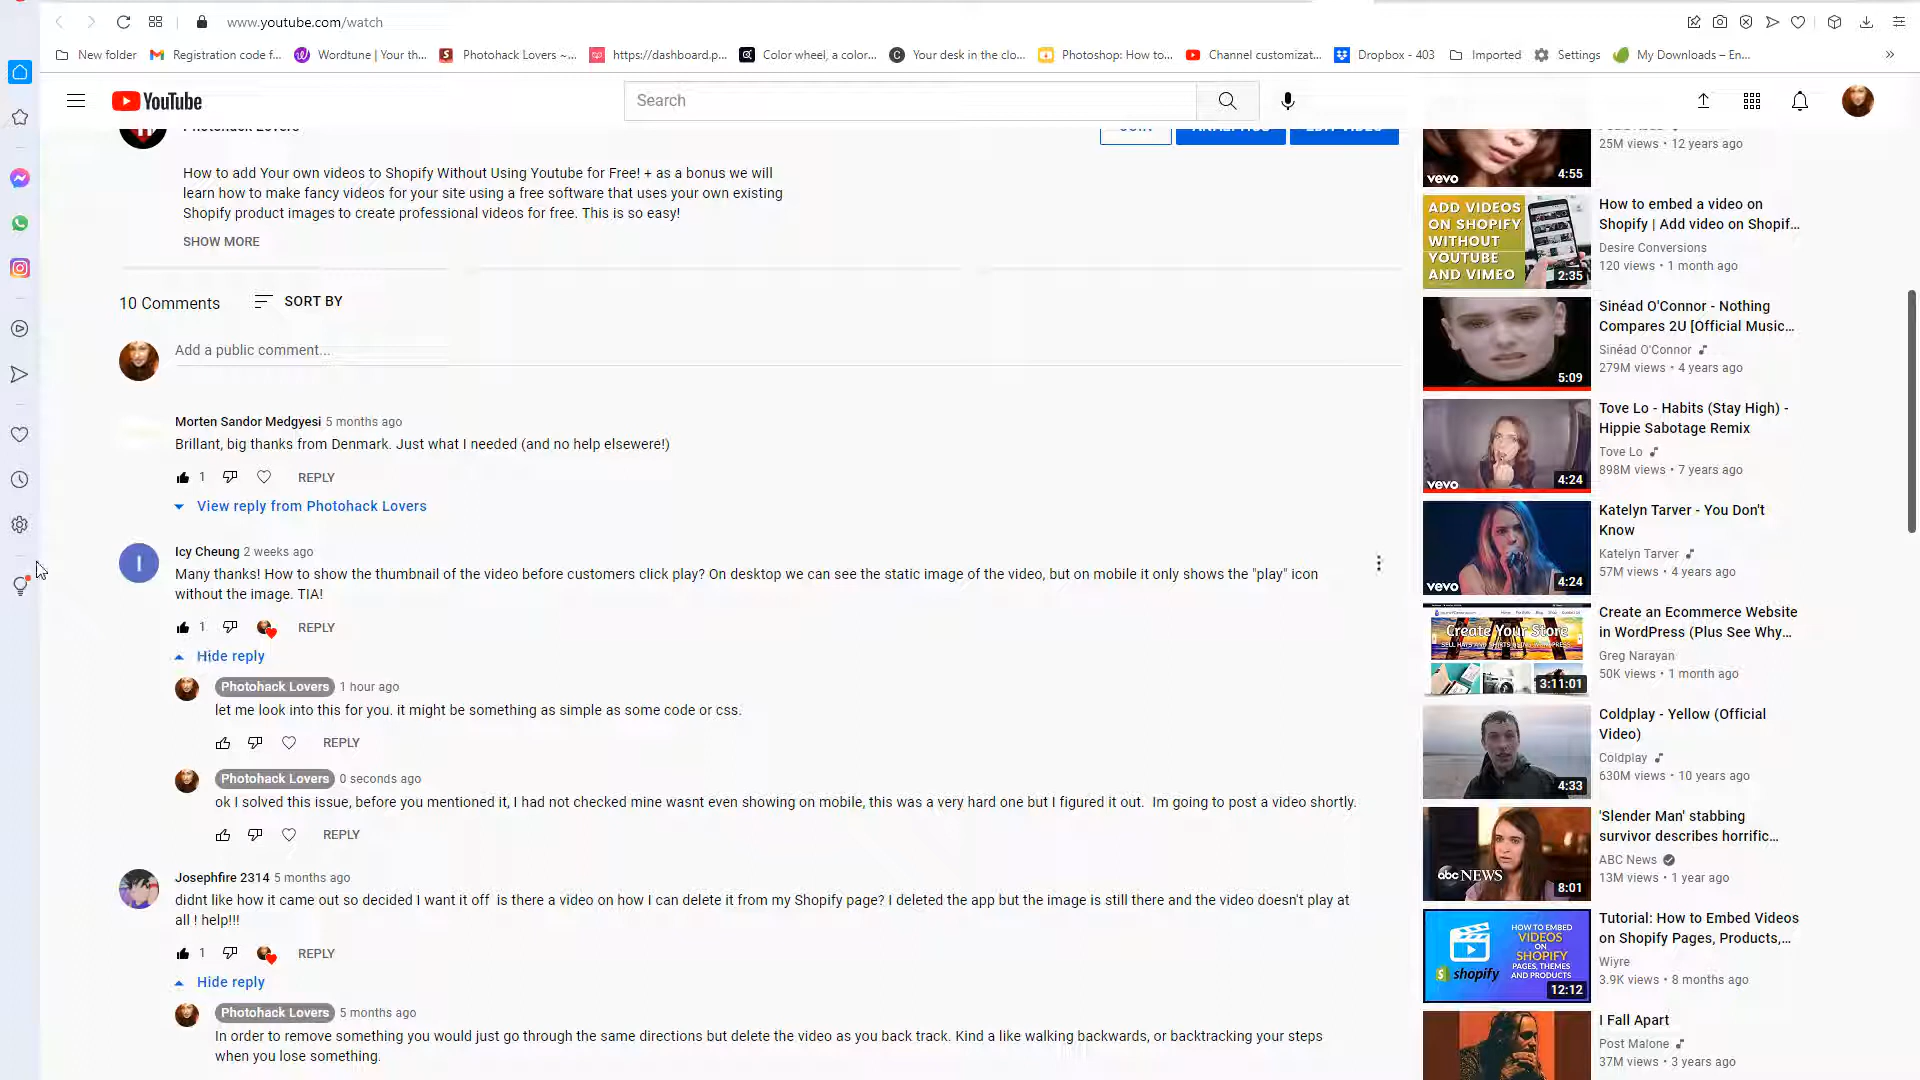 www.youtube.com/watch
New folder
Registration code f...
Wordtune | Your th...
Photohack Lovers ~...
https://dashboard.p...
Color wheel, a color...
Your desk in the clo...
Photoshop: How to...
Channel customizat...
Dropbox - 403
Imported
Settings
My Downloads – En...
YouTube
Search
How to add Your own videos to Shopify Without Using Youtube for Free! + as a bonus we will
learn how to make fancy videos for your site using a free software that uses your own existing
Shopify product images to create professional videos for free. This is so easy!
SHOW MORE
10 Comments
SORT BY
Add a public comment...
Morten Sandor Medgyesi 5 months ago
Brillant, big thanks from Denmark. Just what I needed (and no help elsewere!)
1
REPLY
View reply from Photohack Lovers
I
Icy Cheung 2 weeks ago
Many thanks! How to show the thumbnail of the video before customers click play? On desktop we can see the static image of the video, but on mobile it only shows the "play" icon
without the image. TIA!
1
REPLY
Hide reply
Photohack Lovers 1 hour ago
let me look into this for you. it might be something as simple as some code or css.
REPLY
Photohack Lovers 0 seconds ago
ok I solved this issue, before you mentioned it, I had not checked mine wasnt even showing on mobile, this was a very hard one but I figured it out.  Im going to post a video shortly.
REPLY
Josephfire 2314 5 months ago
didnt like how it came out so decided I want it off  is there a video on how I can delete it from my Shopify page? I deleted the app but the image is still there and the video doesn't play at
all ! help!!!
1
REPLY
Hide reply
Photohack Lovers 5 months ago
In order to remove something you would just go through the same directions but delete the video as you back track. Kind a like walking backwards, or backtracking your steps
when you lose something.
25M views • 12 years ago
vevo
4:55
ADD VIDEOS
ON SHOPIFY
WITHOUT
YOUTUBE
AND VIMEO
2:35
How to embed a video on
Shopify | Add video on Shopif...
Desire Conversions
120 views • 1 month ago
5:09
Sinéad O'Connor - Nothing
Compares 2U [Official Music...
Sinéad O'Connor
279M views • 4 years ago
vevo
4:24
Tove Lo - Habits (Stay High) -
Hippie Sabotage Remix
Tove Lo
898M views • 7 years ago
vevo
4:24
Katelyn Tarver - You Don't
Know
Katelyn Tarver
57M views • 4 years ago
Create Your Store
SELL HATS AND SHIRTS USING WORDPRESS
3:11:01
Create an Ecommerce Website
in WordPress (Plus See Why...
Greg Narayan
50K views • 1 month ago
4:33
Coldplay - Yellow (Official
Video)
Coldplay
630M views • 10 years ago
abc NEWS
8:01
'Slender Man' stabbing
survivor describes horrific...
ABC News
13M views • 1 year ago
HOW TO EMBED
VIDEOS
ON
SHOPIFY
PAGES, THEMES
AND PRODUCTS
shopify
12:12
Tutorial: How to Embed Videos
on Shopify Pages, Products,...
Wiyre
3.9K views • 8 months ago
I Fall Apart
Post Malone
37M views • 3 years ago